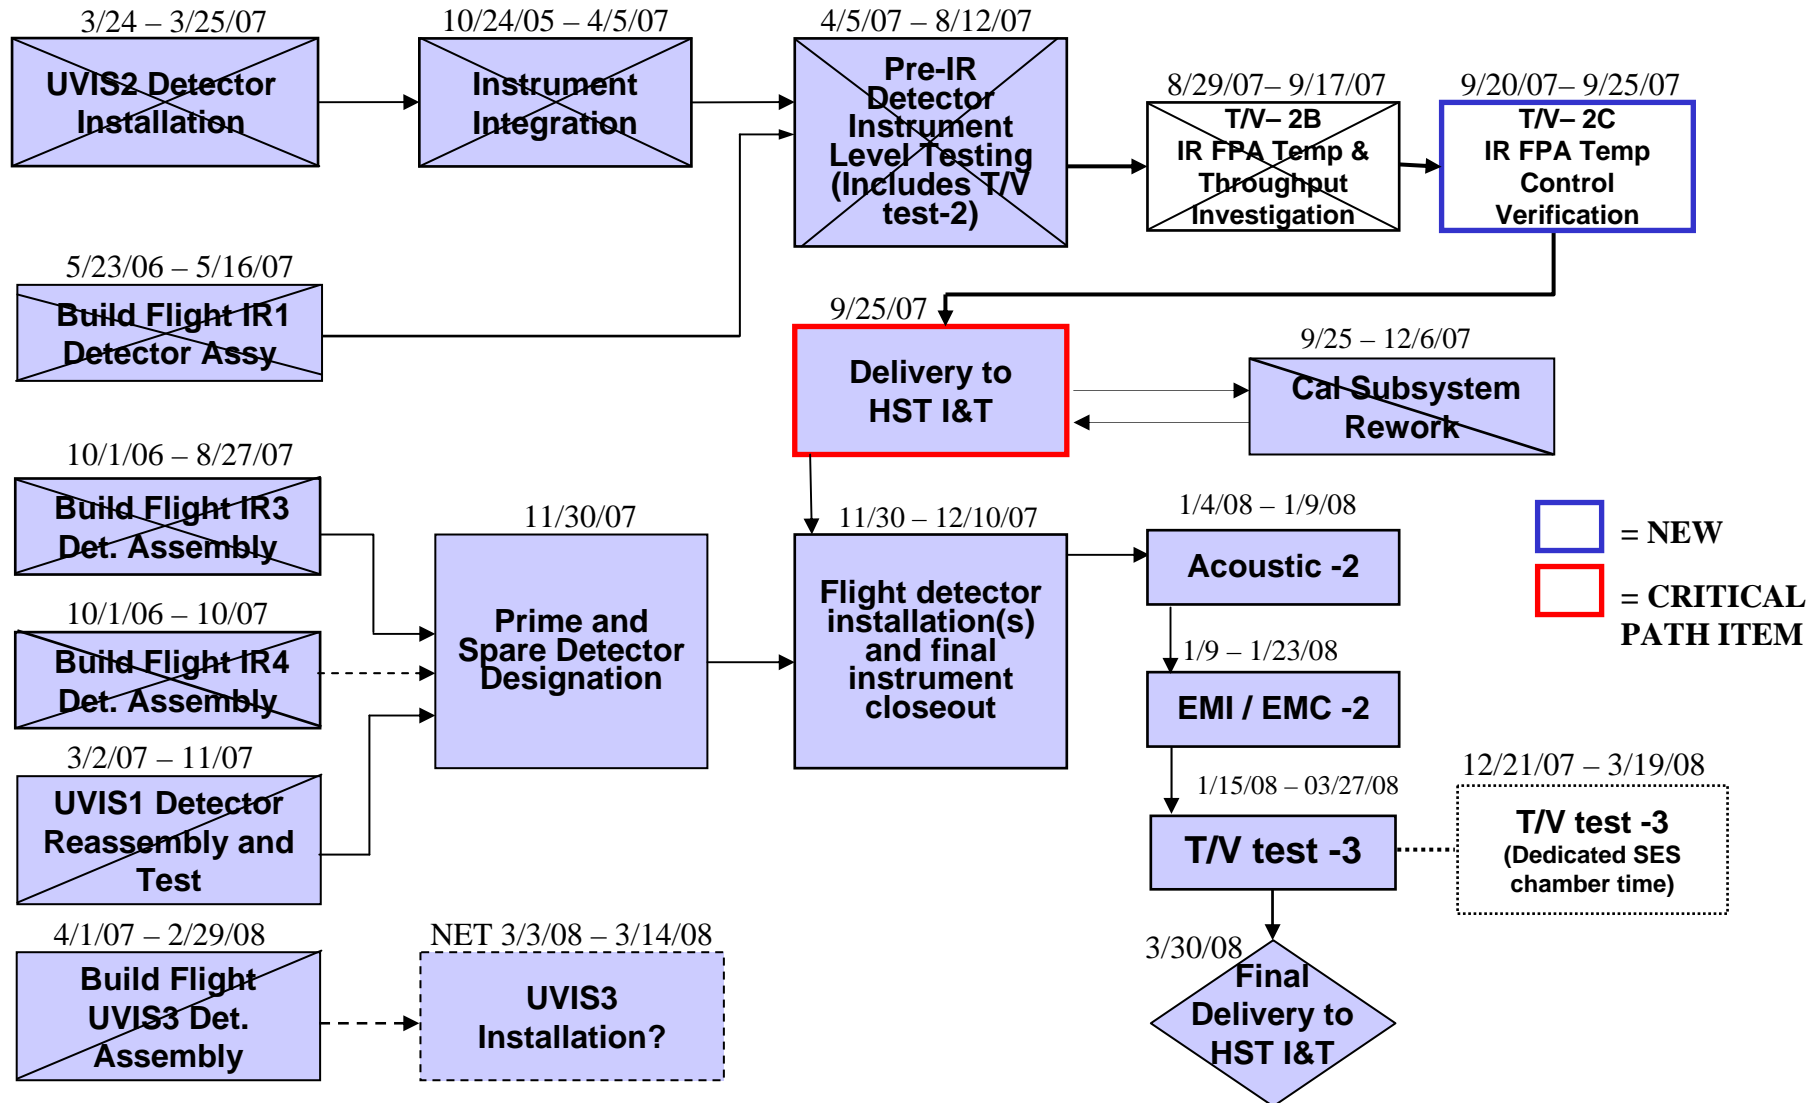 3/24 – 3/25/07
UVIS2 Detector
Installation
10/24/05 – 4/5/07
Instrument
Integration
4/5/07 – 8/12/07
Pre-IR
Detector
Instrument
Level Testing
(Includes T/V
test-2)
8/29/07– 9/17/07
T/V– 2B
IR FPA Temp &
Throughput
Investigation
9/20/07– 9/25/07
T/V– 2C
IR FPA Temp
Control
Verification
5/23/06 – 5/16/07
Build Flight IR1
Detector Assy
9/25/07
Delivery to
HST I&T
9/25 – 12/6/07
Cal Subsystem
Rework
10/1/06 – 8/27/07
Build Flight IR3
Det. Assembly
10/1/06 – 10/07
Build Flight IR4
Det. Assembly
3/2/07 – 11/07
UVIS1 Detector
Reassembly and
Test
11/30/07
Prime and
Spare Detector
Designation
11/30 – 12/10/07
Flight detector
installation(s)
and final
instrument
closeout
1/4/08 – 1/9/08
Acoustic -2
1/9 – 1/23/08
EMI / EMC -2
1/15/08 – 03/27/08
T/V test -3
12/21/07 – 3/19/08
T/V test -3
(Dedicated SES
chamber time)
= NEW
= CRITICAL
PATH ITEM
4/1/07 – 2/29/08
Build Flight
UVIS3 Det.
Assembly
NET 3/3/08 – 3/14/08
UVIS3
Installation?
3/30/08
Final
Delivery to
HST I&T